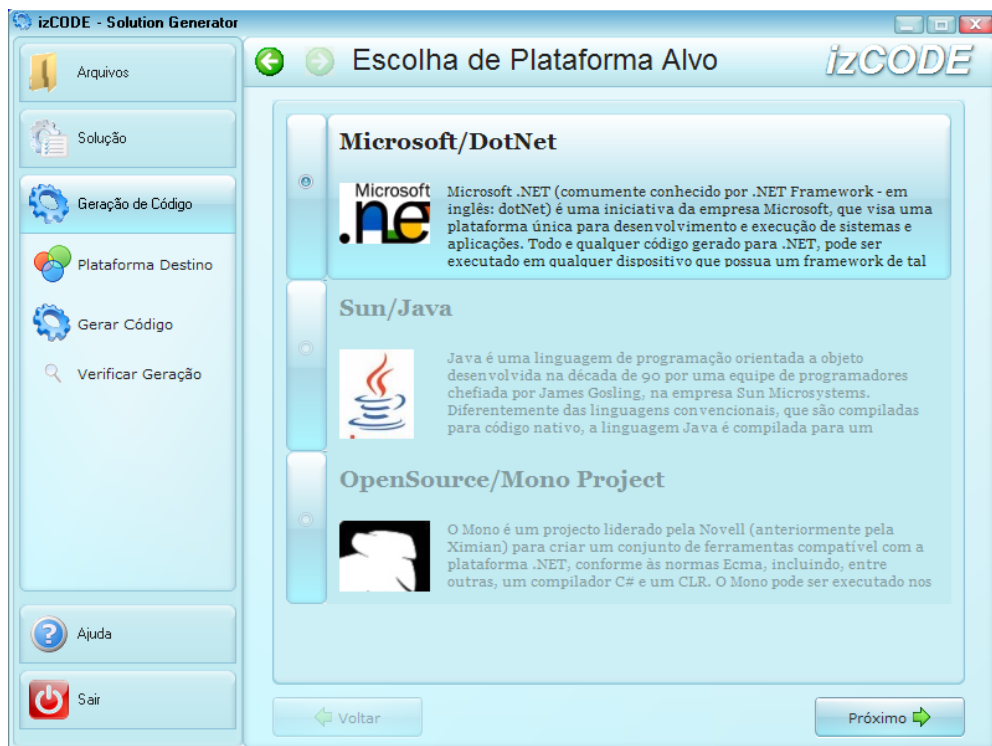 izCODE - Solution Generator
Arquivos
Solução
Geração de Código
Plataforma Destino
Gerar Código
Verificar Geração
Ajuda
Sair
Escolha de Plataforma Alvo
izCODE
Microsoft/DotNet
Microsoft
.ne
Microsoft .NET (comumente conhecido por .NET Framework - em
inglês: dotNet) é uma iniciativa da empresa Microsoft, que visa uma
plataforma única para desenvolvimento e execução de sistemas e
aplicações. Todo e qualquer código gerado para .NET, pode ser
executado em qualquer dispositivo que possua um framework de tal
Sun/Java
Java é uma linguagem de programação orientada a objeto
desenvolvida na década de 90 por uma equipe de programadores
chefiada por James Gosling, na empresa Sun Microsystems.
Diferentemente das linguagens convencionais, que são compiladas
para código nativo, a linguagem Java é compilada para um
OpenSource/Mono Project
O Mono é um projecto liderado pela Novell (anteriormente pela
Ximian) para criar um conjunto de ferramentas compatível com a
plataforma .NET, conforme às normas Ecma, incluindo, entre
outras, um compilador C# e um CLR. O Mono pode ser executado nos
Voltar
Próximo